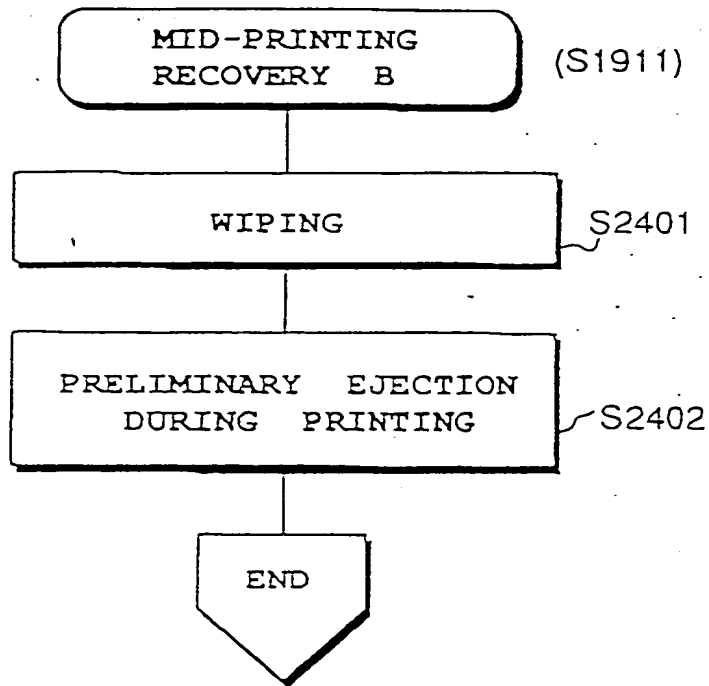 MID-PRINTING
RECOVERY B
(S1911)
WIPING
S2401
PRELIMINARY EJECTION
DURING PRINTING
S2402
END